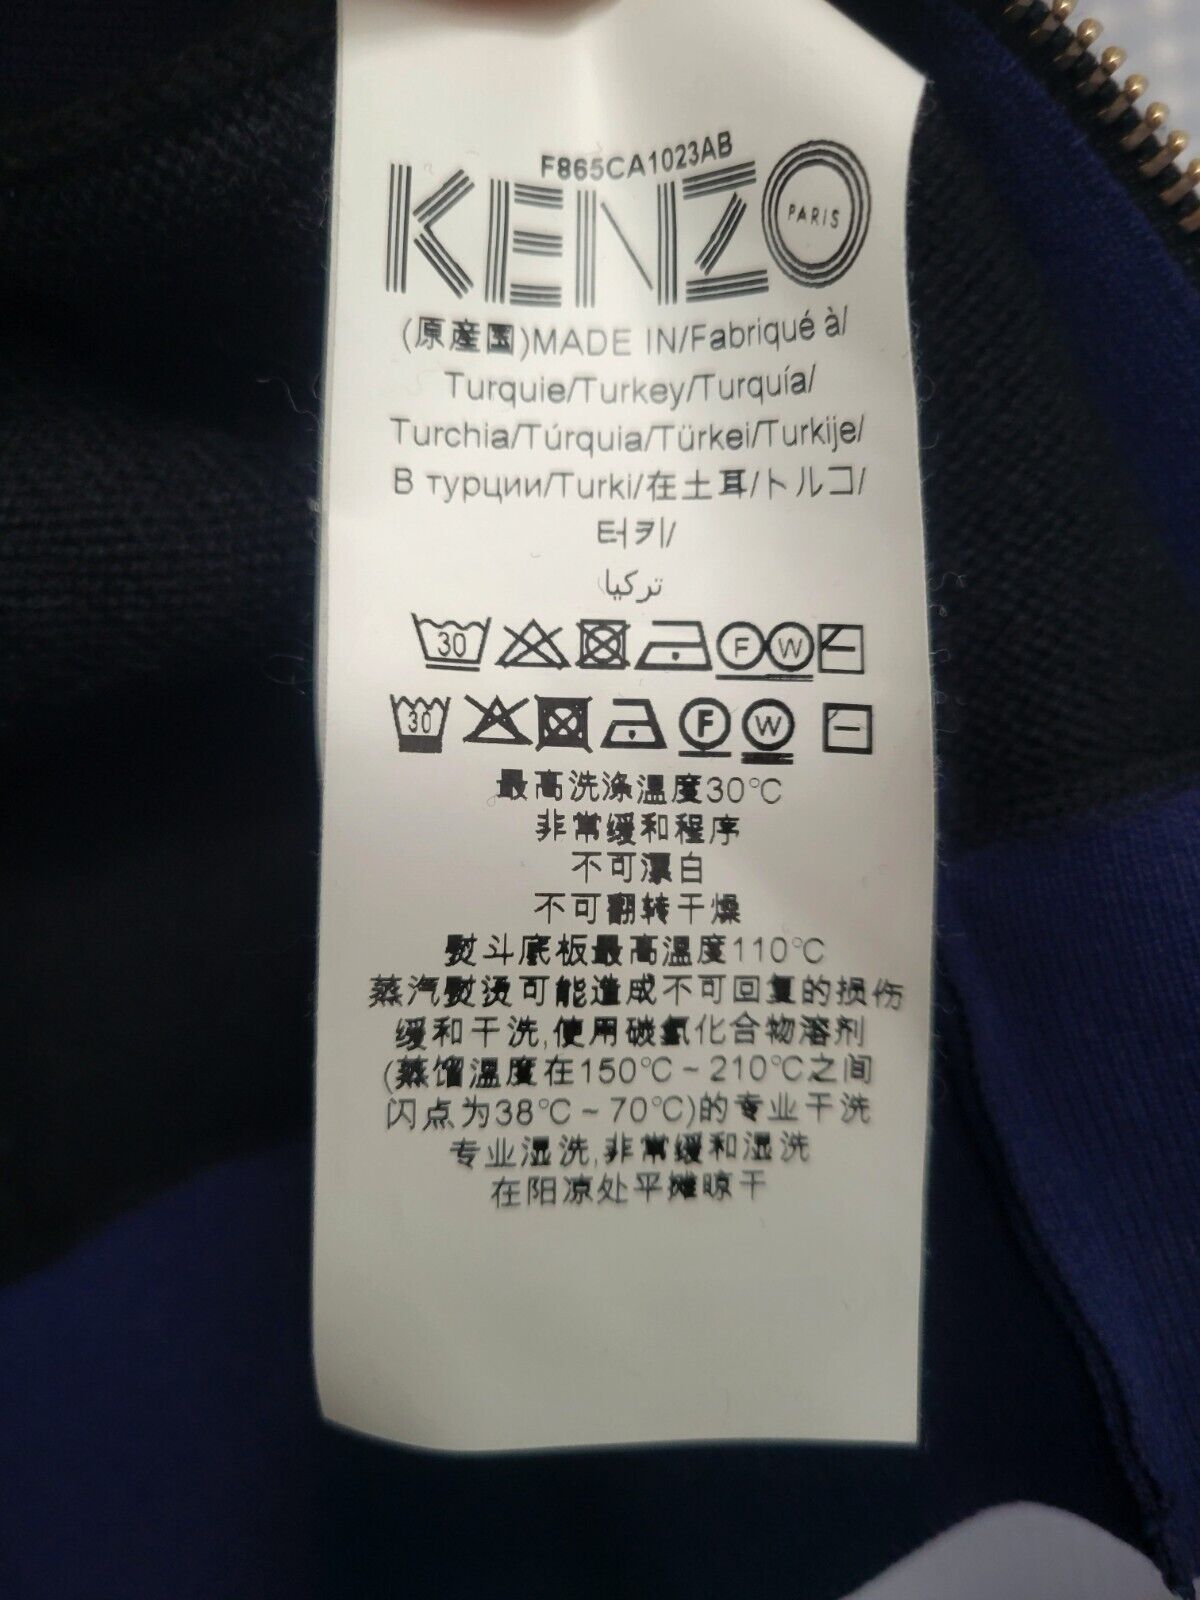 F865CA1023AB
KENZO
PARIS
(原産国)MADE IN/Fabriqué à/
Turquie/Turkey/Turquía/
Turchia/Túrquia/Türkei/Turkije/
В турции/Turki/在土耳/トルコ/
터키/
تركيا
30 F W
30 F W
最高洗涤温度30°C
非常缓和程序
不可漂白
不可翻转干燥
熨斗底板最高温度110°C
蒸汽熨烫可能造成不可回复的损伤
缓和干洗,使用碳氢化合物溶剂
(蒸馏温度在150°C~210°C之间
闪点为38°C~70°C)的专业干洗
专业湿洗,非常缓和湿洗
在阳凉处平摊晾干